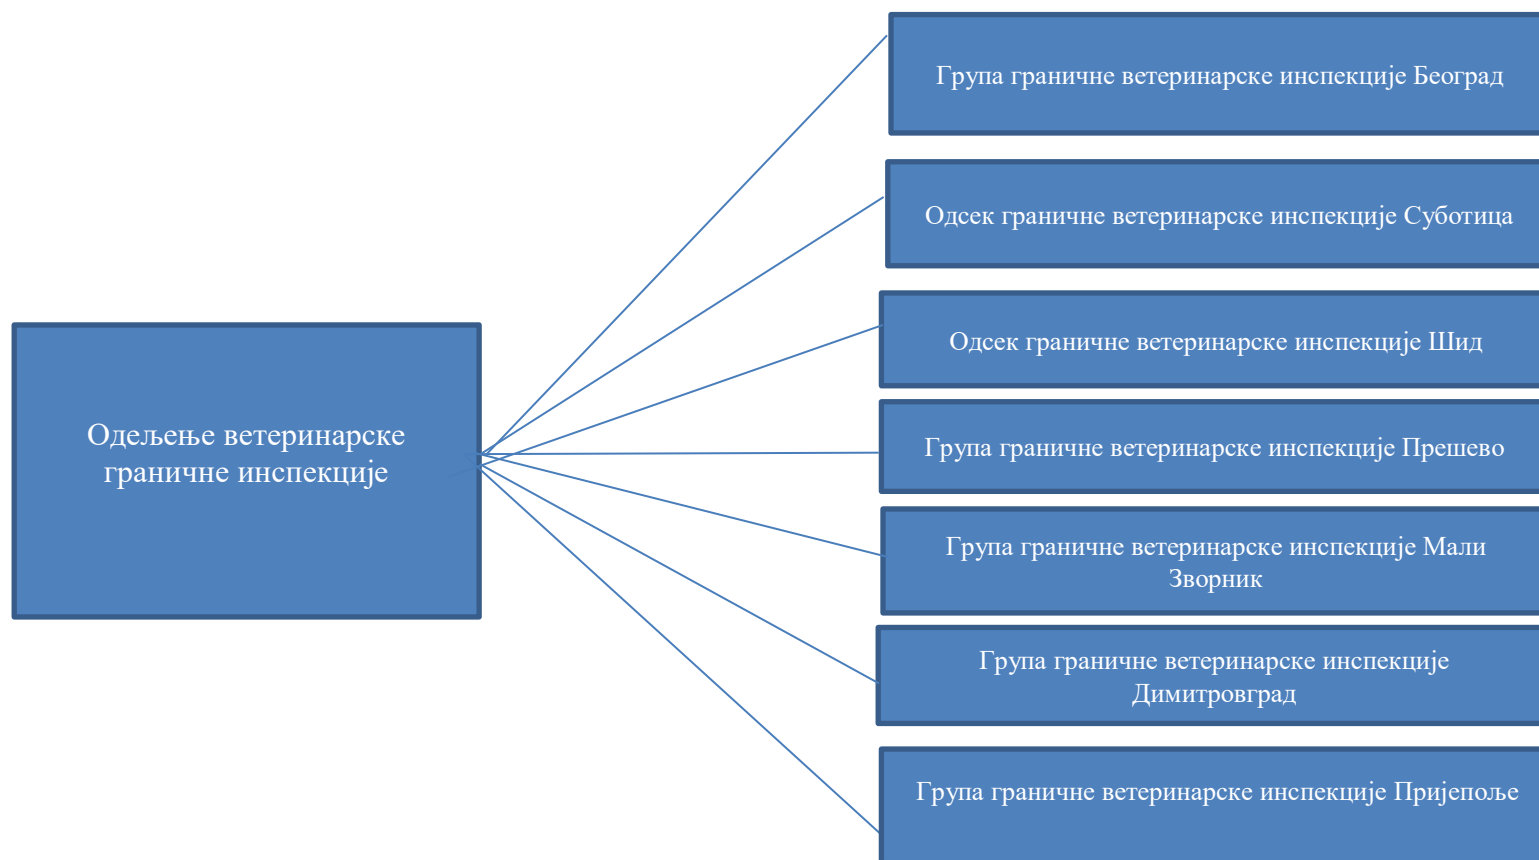 Група граничне ветеринарске инспекције Београд
Одсек граничне ветеринарске инспекције Суботица
Одсек граничне ветеринарске инспекције Шид
Одељење ветеринарске
граничне инспекције
Група граничне ветеринарске инспекције Прешево
Група граничне ветеринарске инспекције Мали
Зворник
Група граничне ветеринарске инспекције
Димитровград
Група граничне ветеринарске инспекције Пријепоље